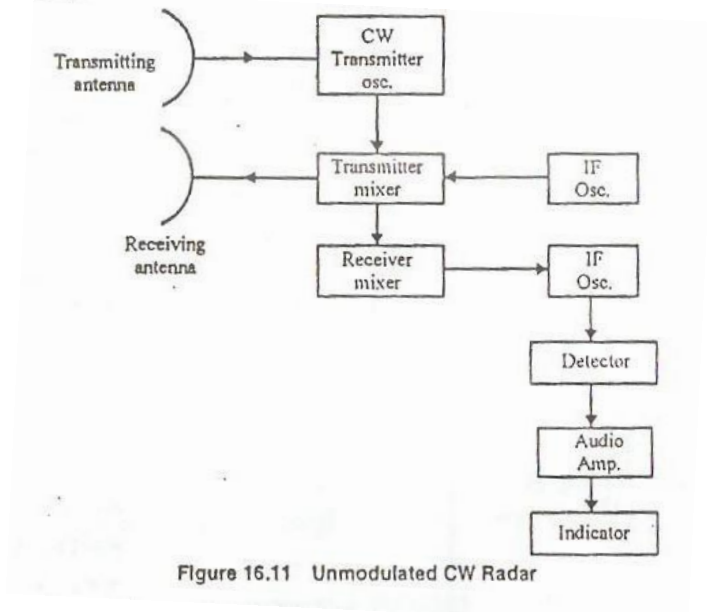 CW
Transmitter
osc.
Transmitting
antenna
Transmitter
mixer
IF
Osc.
Receiving
antenna
Receiver
mixer
IF
Osc.
Detector
Audio
Amp.
Indicator
Figure 16.11 Unmodulated CW Radar